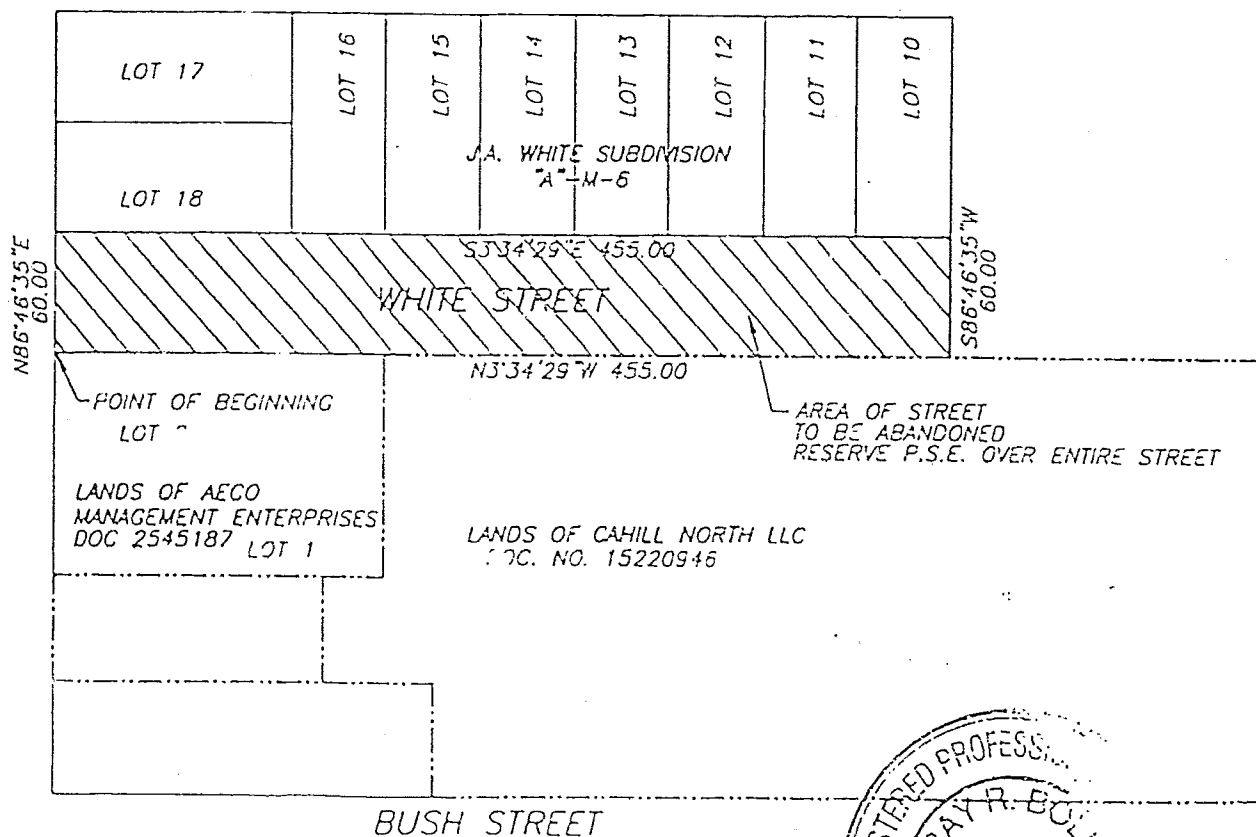 LOT 17
LOT 16
LOT 15
LOT 14
LOT 13
LOT 12
LOT 11
LOT 10
J.A. WHITE SUBDIVISION
"A"-M-6
LOT 18
N86°46'35"E
60.00
S3°34'29"E 455.00
WHITE STREET
S86°46'35"W
60.00
N3°34'29"W 455.00
POINT OF BEGINNING
LOT
AREA OF STREET
TO BE ABANDONED
RESERVE P.S.E. OVER ENTIRE STREET
LANDS OF AECO
MANAGEMENT ENTERPRISES
DOC 2545187
LOT 1
LANDS OF CAHILL NORTH LLC
DOC. NO. 15220946
BUSH STREET